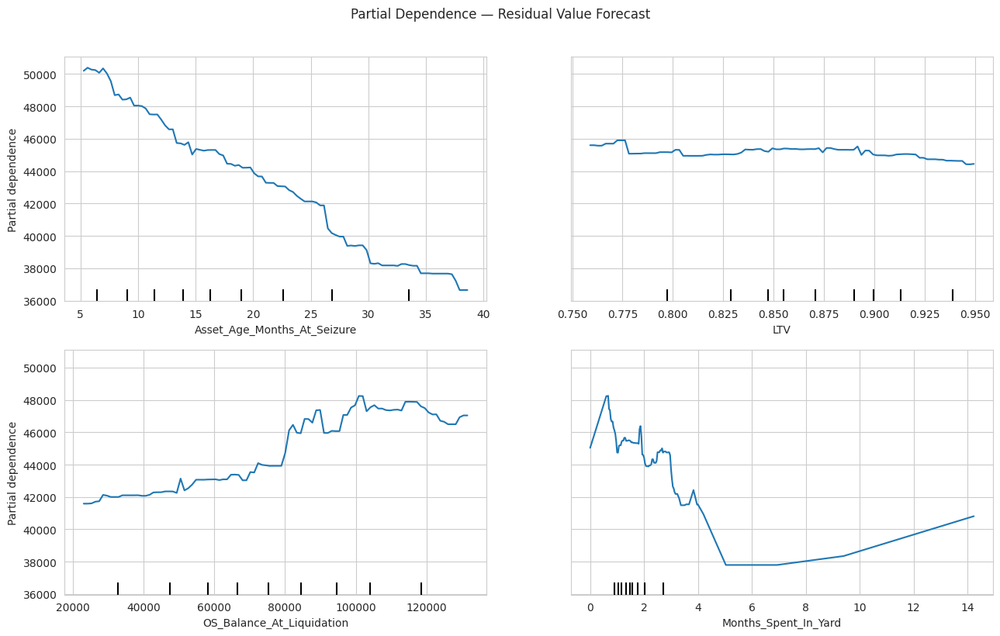 Partial Dependence — Residual Value Forecast
Partial dependence
50000
48000
46000
44000
42000
40000
38000
36000
5 10 15 20 25 30 35 40
Asset_Age_Months_At_Seizure
0.750 0.775 0.800 0.825 0.850 0.875 0.900 0.925 0.950
LTV
Partial dependence
50000
48000
46000
44000
42000
40000
38000
36000
20000 40000 60000 80000 100000 120000
OS_Balance_At_Liquidation
0 2 4 6 8 10 12 14
Months_Spent_In_Yard